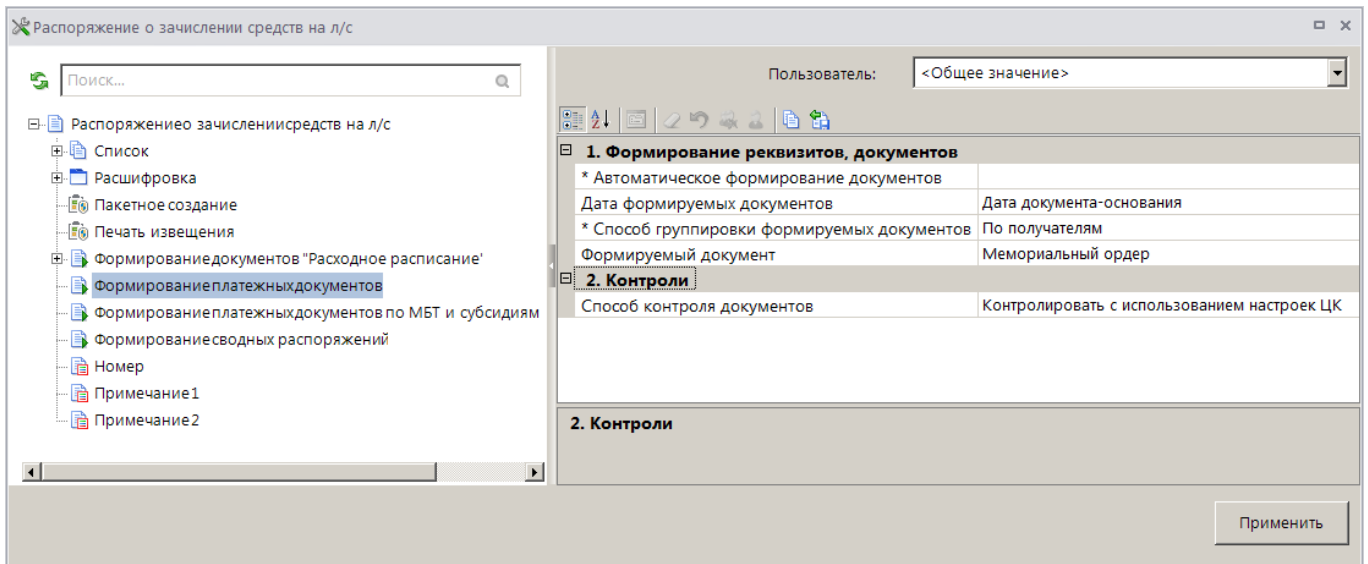 Распоряжение о зачислении средств на л/с
Поиск...
Распоряжениео зачислениисредств на л/с
Список
Расшифровка
Пакетное создание
Печать извещения
Формированиедокументов "Расходное расписание'
Формированиеплатежныхдокументов
Формированиеплатежныхдокументов по МБТ и субсидиям
Формированиесводных распоряжений
Номер
Примечание1
Примечание2
Пользователь: <Общее значение>
1. Формирование реквизитов, документов
* Автоматическое формирование документов
Дата формируемых документов Дата документа-основания
* Способ группировки формируемых документов По получателям
Формируемый документ Мемориальный ордер
2. Контроли
Способ контроля документов Контролировать с использованием настроек ЦК
2. Контроли
Применить